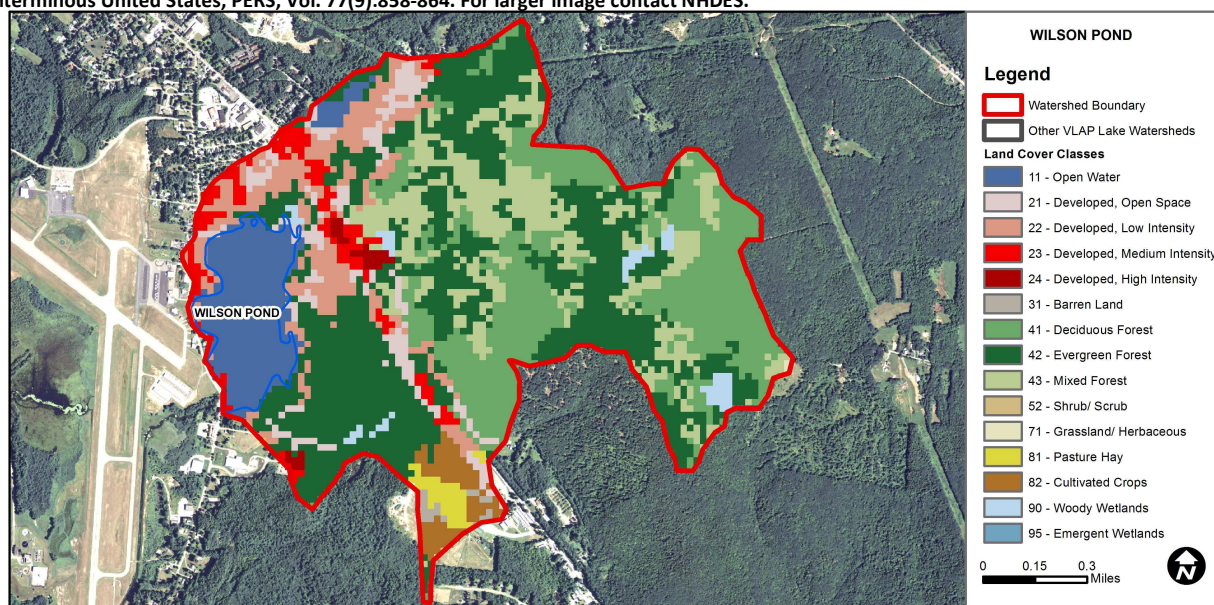 nterminous United States, PERS, Vol. 77(9):858-864. For larger image contact NHDES.
WILSON POND
WILSON POND
Legend
Watershed Boundary
Other VLAP Lake Watersheds
Land Cover Classes
11 - Open Water
21 - Developed, Open Space
22 - Developed, Low Intensity
23 - Developed, Medium Intensity
24 - Developed, High Intensity
31 - Barren Land
41 - Deciduous Forest
42 - Evergreen Forest
43 - Mixed Forest
52 - Shrub/ Scrub
71 - Grassland/ Herbaceous
81 - Pasture Hay
82 - Cultivated Crops
90 - Woody Wetlands
95 - Emergent Wetlands
0 0.15 0.3
Miles
N